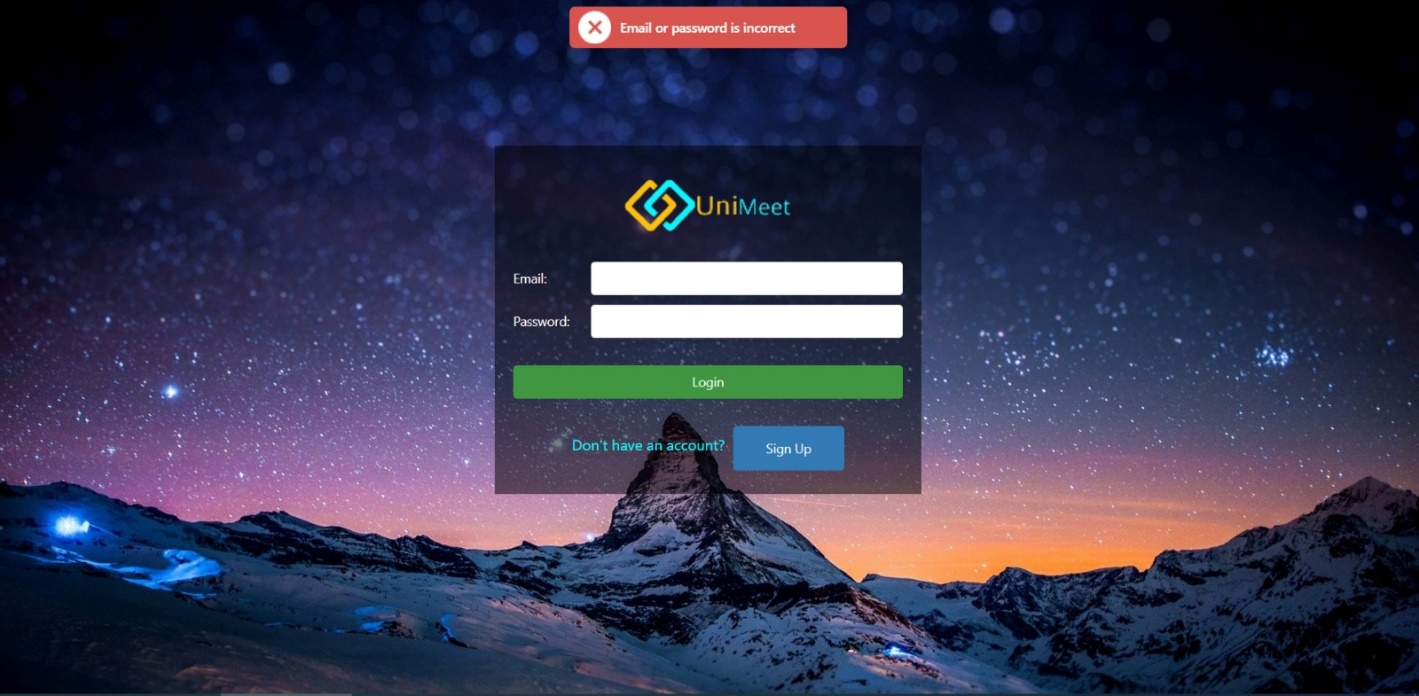 Email or password is incorrect
UniMeet
Email:
Password:
Login
Don't have an account? Sign Up